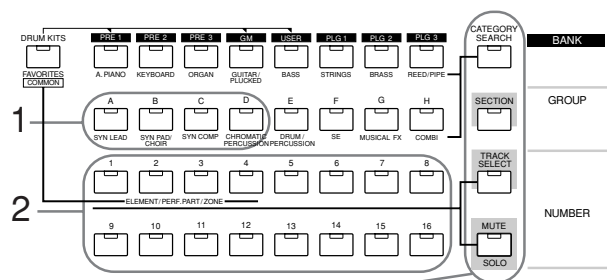 DRUM KITS PRE 1 PRE 2 PRE 3 GM USER PLG 1 PLG 2 PLG 3 CATEGORY SEARCH BANK
FAVORITES A. PIANO KEYBOARD ORGAN GUITAR/ PLUCKED BASS STRINGS BRASS REED/PIPE
COMMON
A B C D E F G H SECTION GROUP
1
SYN LEAD SYN PAD/ CHOIR SYN COMP CHROMATIC PERCUSSION DRUM / PERCUSSION SE MUSICAL FX COMBI
1 2 3 4 5 6 7 8 TRACK SELECT
2
ELEMENT/ PERF. PART/ ZONE
NUMBER
9 10 11 12 13 14 15 16 MUTE
SOLO